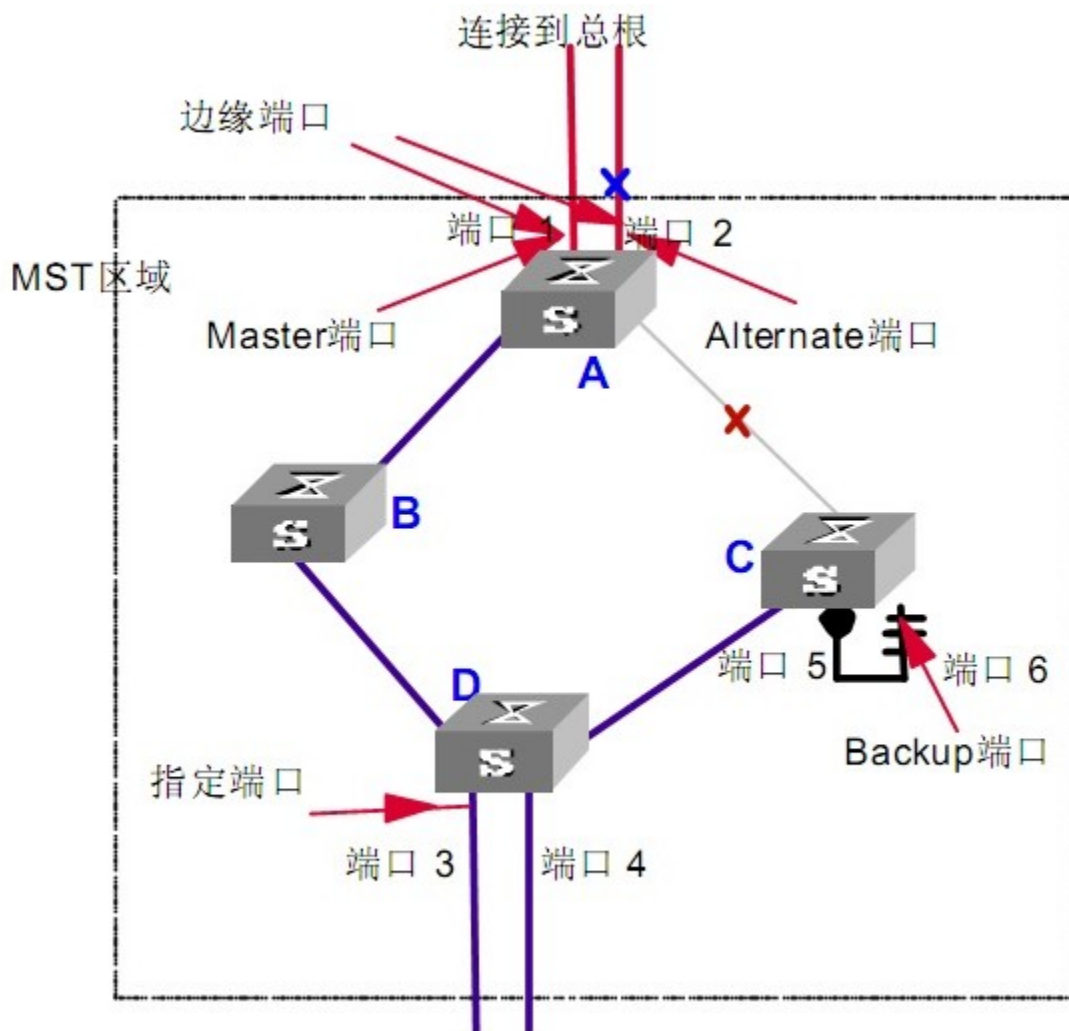 连接到总根
边缘端口
端口 1
端口 2
MST区域
Master端口
Alternate端口
A
B
C
端口 5
端口 6
D
Backup端口
指定端口
端口 3
端口 4
S
S
S
S